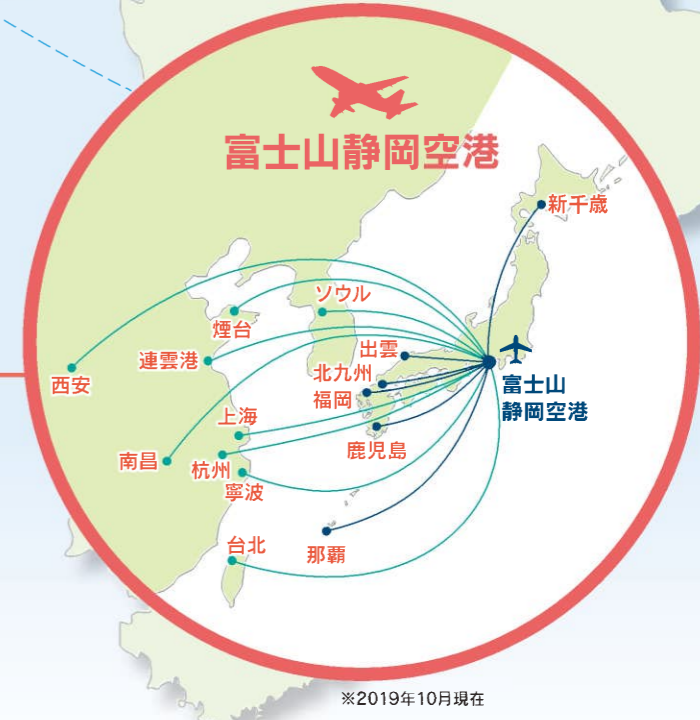 富士山静岡空港
新千歳
ソウル
煙台
出雲
連雲港
北九州
西安
福岡
富士山
静岡空港
上海
鹿児島
南昌
杭州
寧波
台北
那覇
※2019年10月現在